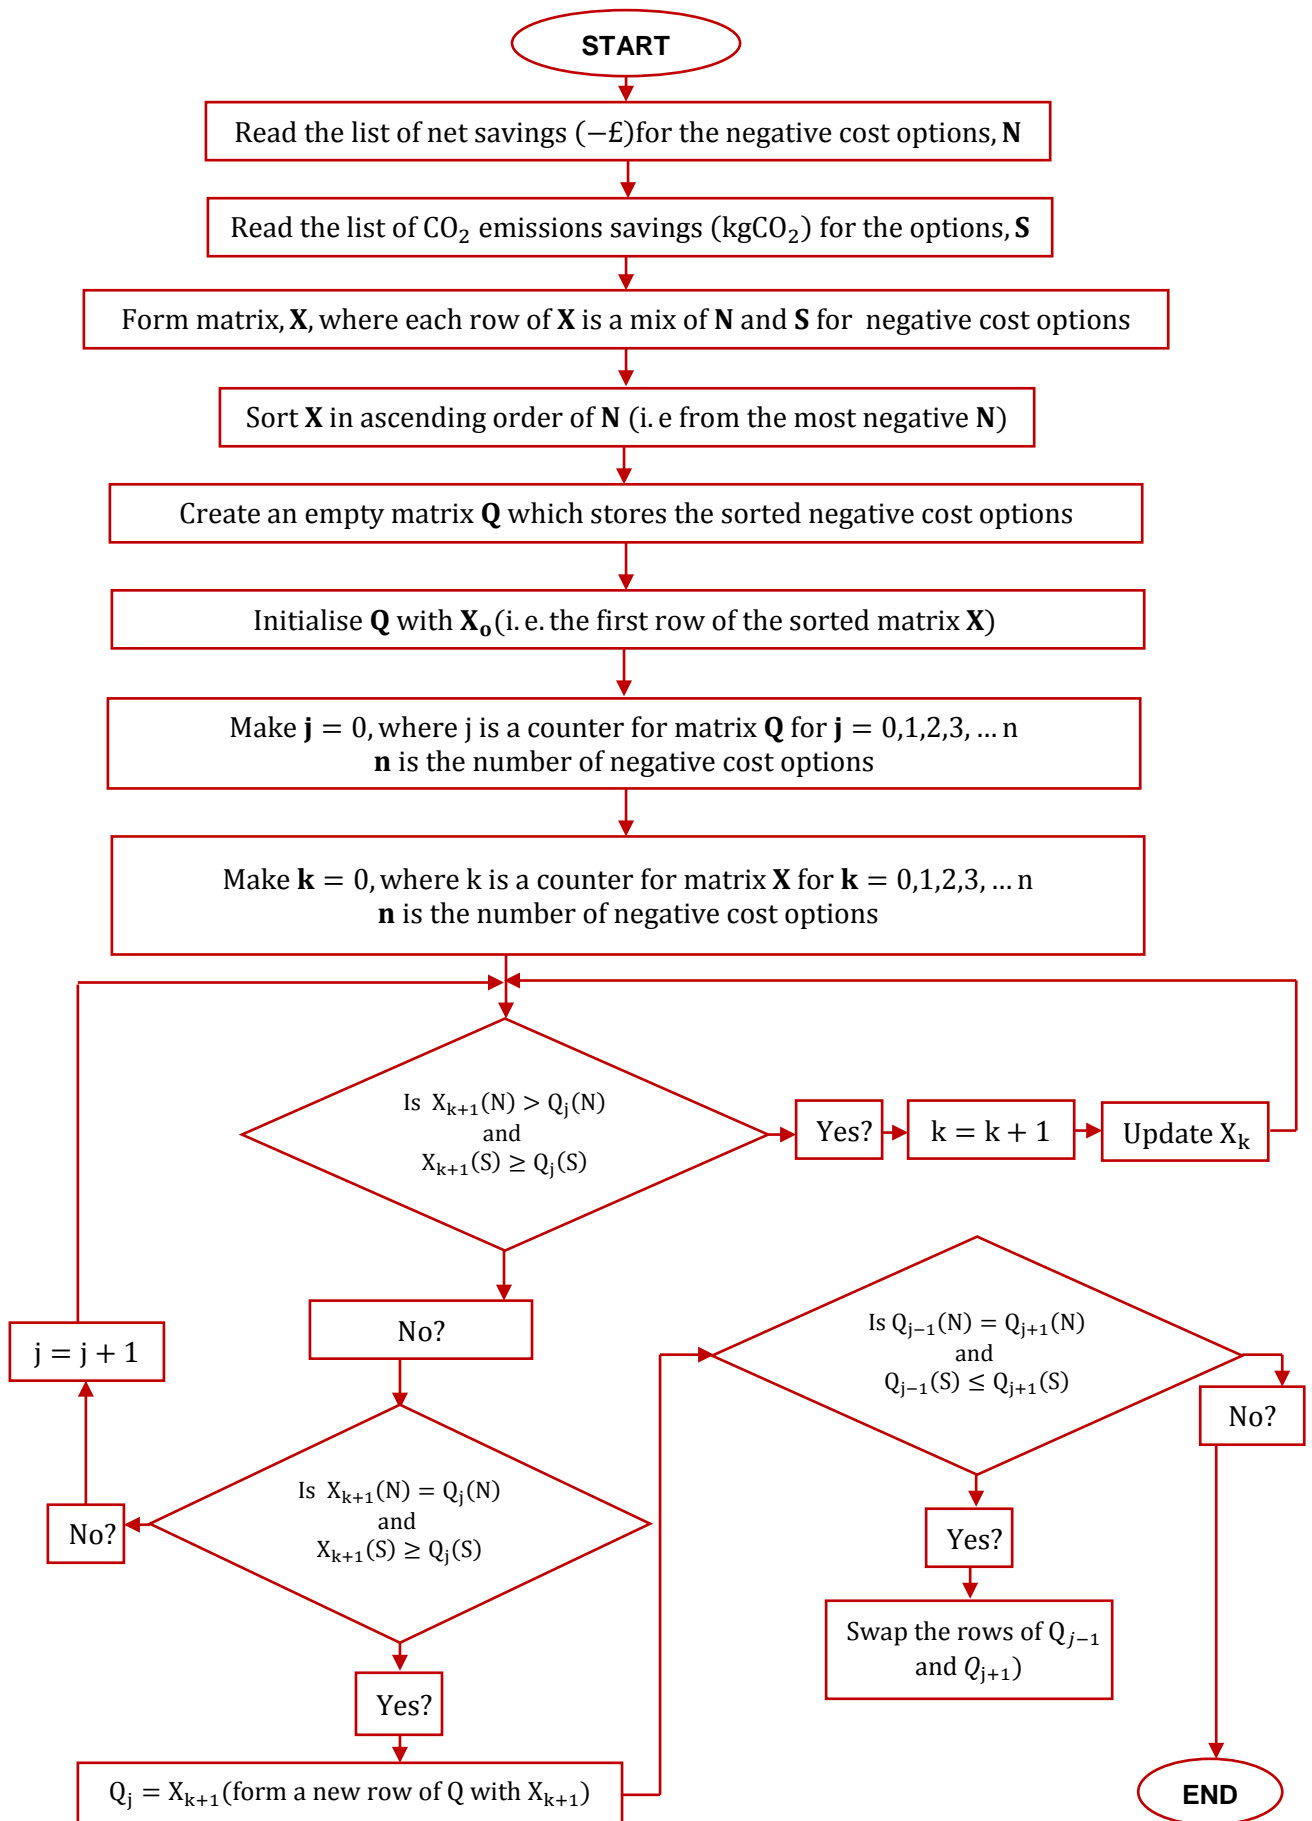 START
Read the list of net savings (−£)for the negative cost options, N
Read the list of CO₂ emissions savings (kgCO₂) for the options, S
Form matrix, X, where each row of X is a mix of N and S for negative cost options
Sort X in ascending order of N (i. e from the most negative N)
Create an empty matrix Q which stores the sorted negative cost options
Initialise Q with Xₒ(i. e. the first row of the sorted matrix X)
Make j = 0, where j is a counter for matrix Q for j = 0,1,2,3, … n
n is the number of negative cost options
Make k = 0, where k is a counter for matrix X for k = 0,1,2,3, … n
n is the number of negative cost options
Is Xₖ₊₁(N) > Qⱼ(N)
and
Xₖ₊₁(S) ≥ Qⱼ(S)
Yes?
k = k + 1
Update Xₖ
No?
j = j + 1
Is Xₖ₊₁(N) = Qⱼ(N)
and
Xₖ₊₁(S) ≥ Qⱼ(S)
No?
Yes?
Qⱼ = Xₖ₊₁(form a new row of Q with Xₖ₊₁)
Is Qⱼ₋₁(N) = Qⱼ₊₁(N)
and
Qⱼ₋₁(S) ≤ Qⱼ₊₁(S)
No?
Yes?
Swap the rows of Qⱼ₋₁
and Qⱼ₊₁)
END